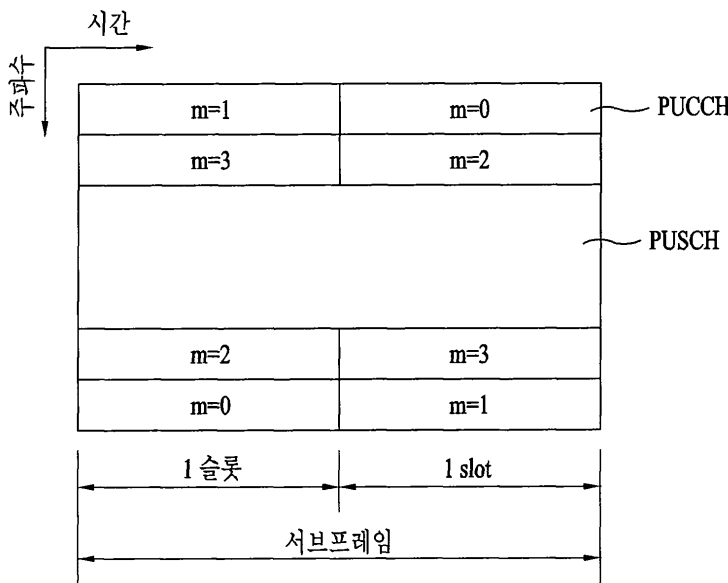 시간
주파수
m=1 m=0 PUCCH
m=3 m=2
PUSCH
m=2 m=3
m=0 m=1
1 슬롯 1 slot
서브프레임